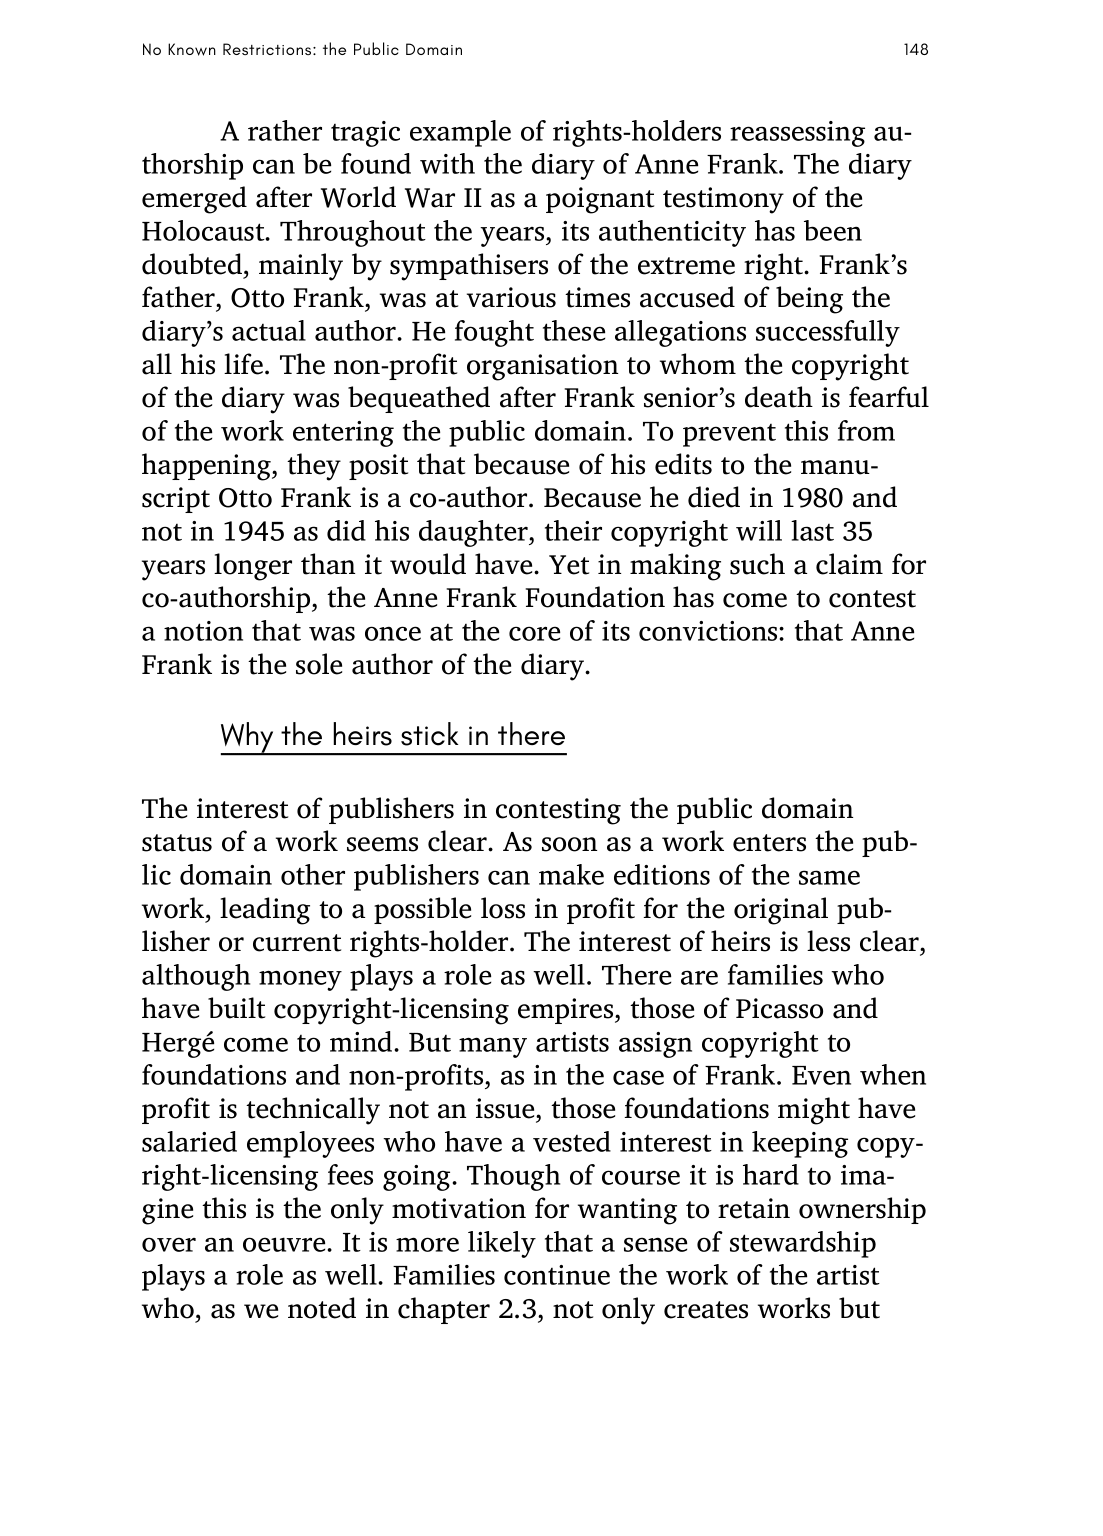 No Known Restrictions: the Public Domain 148
A rather tragic example of rights-holders reassessing au-
thorship can be found with the diary of Anne Frank. The diary
emerged after World War II as a poignant testimony of the
Holocaust. Throughout the years, its authenticity has been
doubted, mainly by sympathisers of the extreme right. Frank’s
father, Otto Frank, was at various times accused of being the
diary’s actual author. He fought these allegations successfully
all his life. The non-profit organisation to whom the copyright
of the diary was bequeathed after Frank senior’s death is fearful
of the work entering the public domain. To prevent this from
happening, they posit that because of his edits to the manu-
script Otto Frank is a co-author. Because he died in 1980 and
not in 1945 as did his daughter, their copyright will last 35
years longer than it would have. Yet in making such a claim for
co-authorship, the Anne Frank Foundation has come to contest
a notion that was once at the core of its convictions: that Anne
Frank is the sole author of the diary.
Why the heirs stick in there
The interest of publishers in contesting the public domain
status of a work seems clear. As soon as a work enters the pub-
lic domain other publishers can make editions of the same
work, leading to a possible loss in profit for the original pub-
lisher or current rights-holder. The interest of heirs is less clear,
although money plays a role as well. There are families who
have built copyright-licensing empires, those of Picasso and
Hergé come to mind. But many artists assign copyright to
foundations and non-profits, as in the case of Frank. Even when
profit is technically not an issue, those foundations might have
salaried employees who have a vested interest in keeping copy-
right-licensing fees going. Though of course it is hard to ima-
gine this is the only motivation for wanting to retain ownership
over an oeuvre. It is more likely that a sense of stewardship
plays a role as well. Families continue the work of the artist
who, as we noted in chapter 2.3, not only creates works but